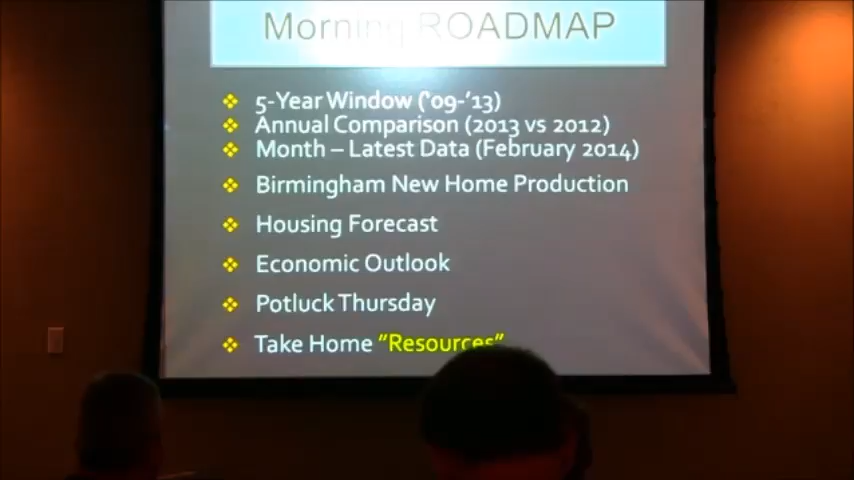 Morning ROADMAP
5-Year Window ('09-'13)
Annual Comparison (2013 vs 2012)
Month – Latest Data (February 2014)
Birmingham New Home Production
Housing Forecast
Economic Outlook
Potluck Thursday
Take Home "Resources"